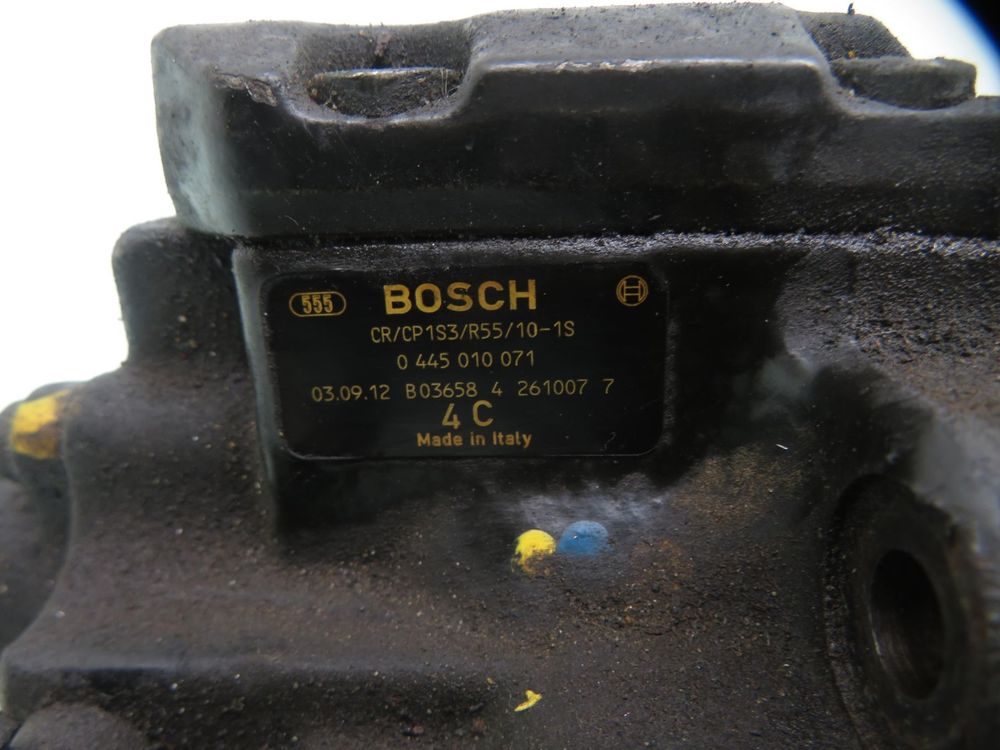 555 BOSCH
CR/CP1S3/R55/10-1S
0 445 010 071
03.09.12 B03658 4 261007 7
4 C
Made in Italy